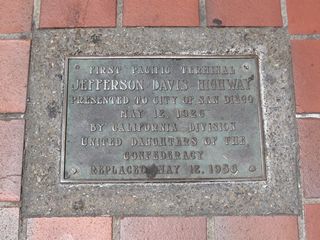 FIRST PACIFIC TERMINAL
JEFFERSON DAVIS HIGHWAY
PRESENTED TO CITY OF SAN DIEGO
MAY 12, 1926
BY CALIFORNIA DIVISION
UNITED DAUGHTERS OF THE
CONFEDERACY
REPLACED MAY 12, 1956